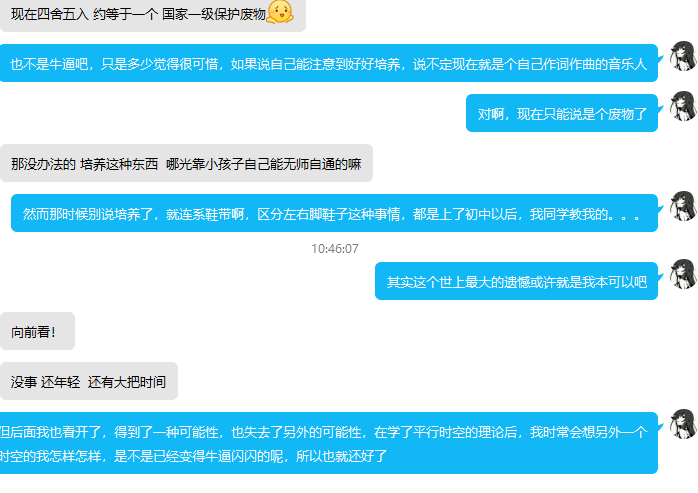 现在四舍五入 约等于一个 国家一级保护废物
也不是牛逼吧，只是多少觉得很可惜，如果说自己能注意到好好培养，说不定现在就是个自己作词作曲的音乐人
对啊，现在只能说是个废物了
那没办法的 培养这种东西 哪光靠小孩子自己能无师自通的嘛
然而那时候别说培养了，就连系鞋带啊，区分左右脚鞋子这种事情，都是上了初中以后，我同学教我的。。。
10:46:07
其实这个世上最大的遗憾或许就是我本可以吧
向前看！
没事 还年轻 还有大把时间
但后面我也看开了，得到了一种可能性，也失去了另外的可能性，在学了平行时空的理论后，我时常会想另外一个
时空的我怎样怎样，是不是已经变得牛逼闪闪的呢，所以也就还好了